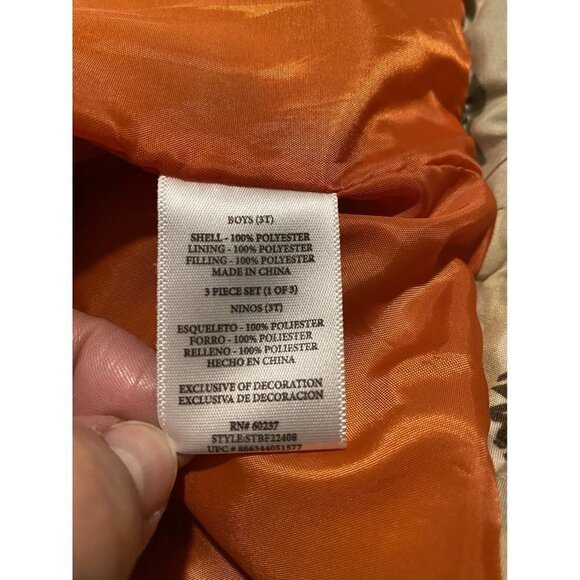 BOYS (3T)
SHELL - 100% POLYESTER
LINING - 100% POLYESTER
FILLING - 100% POLYESTER
MADE IN CHINA
3 PIECE SET (1 OF 3)
NINOS (3T)
ESQUELETO - 100% POLIESTER
FORRO - 100% POLIESTER
RELLENO - 100% POLIESTER
HECHO EN CHINA
EXCLUSIVE OF DECORATION
EXCLUSIVA DE DECORACION
RN# 60237
STYLE:STBF22408
UPC # 886344051577